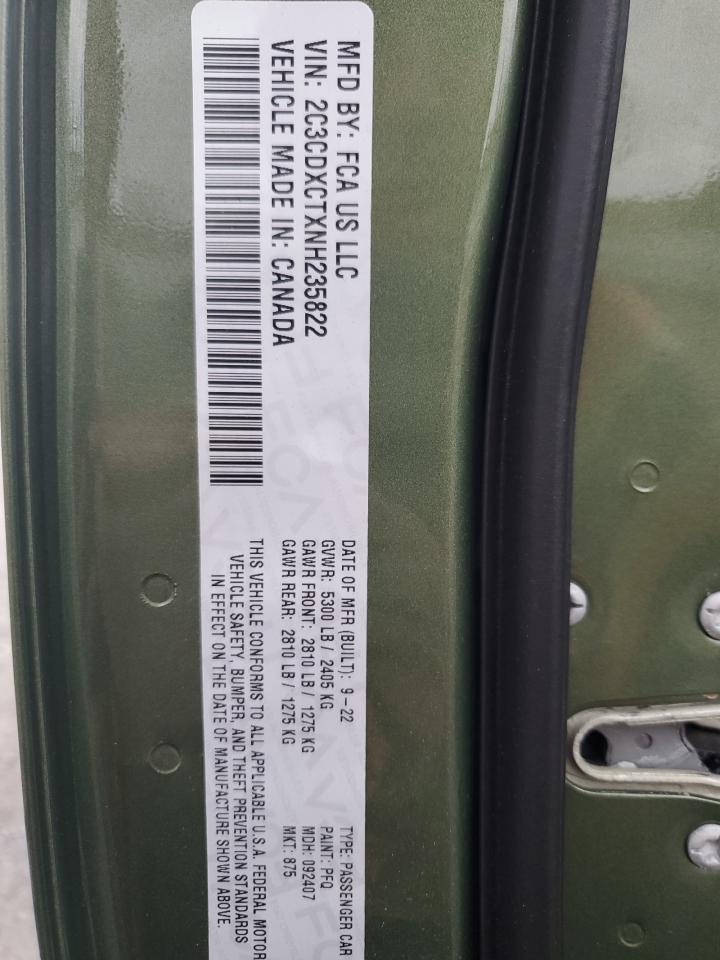 MFD BY: FCA US LLC
VIN: 2C3CDXCTXNH235822
VEHICLE MADE IN: CANADA
DATE OF MFR (BUILT): 9-22
GVWR: 5300 LB / 2405 KG
GAWR FRONT: 2810 LB / 1275 KG
GAWR REAR: 2810 LB / 1275 KG
TYPE: PASSENGER CAR
PAINT: PFQ
MDH: 092407
MKT: 875
THIS VEHICLE CONFORMS TO ALL APPLICABLE U.S.A. FEDERAL MOTOR
VEHICLE SAFETY, BUMPER, AND THEFT PREVENTION STANDARDS
IN EFFECT ON THE DATE OF MANUFACTURE SHOWN ABOVE.